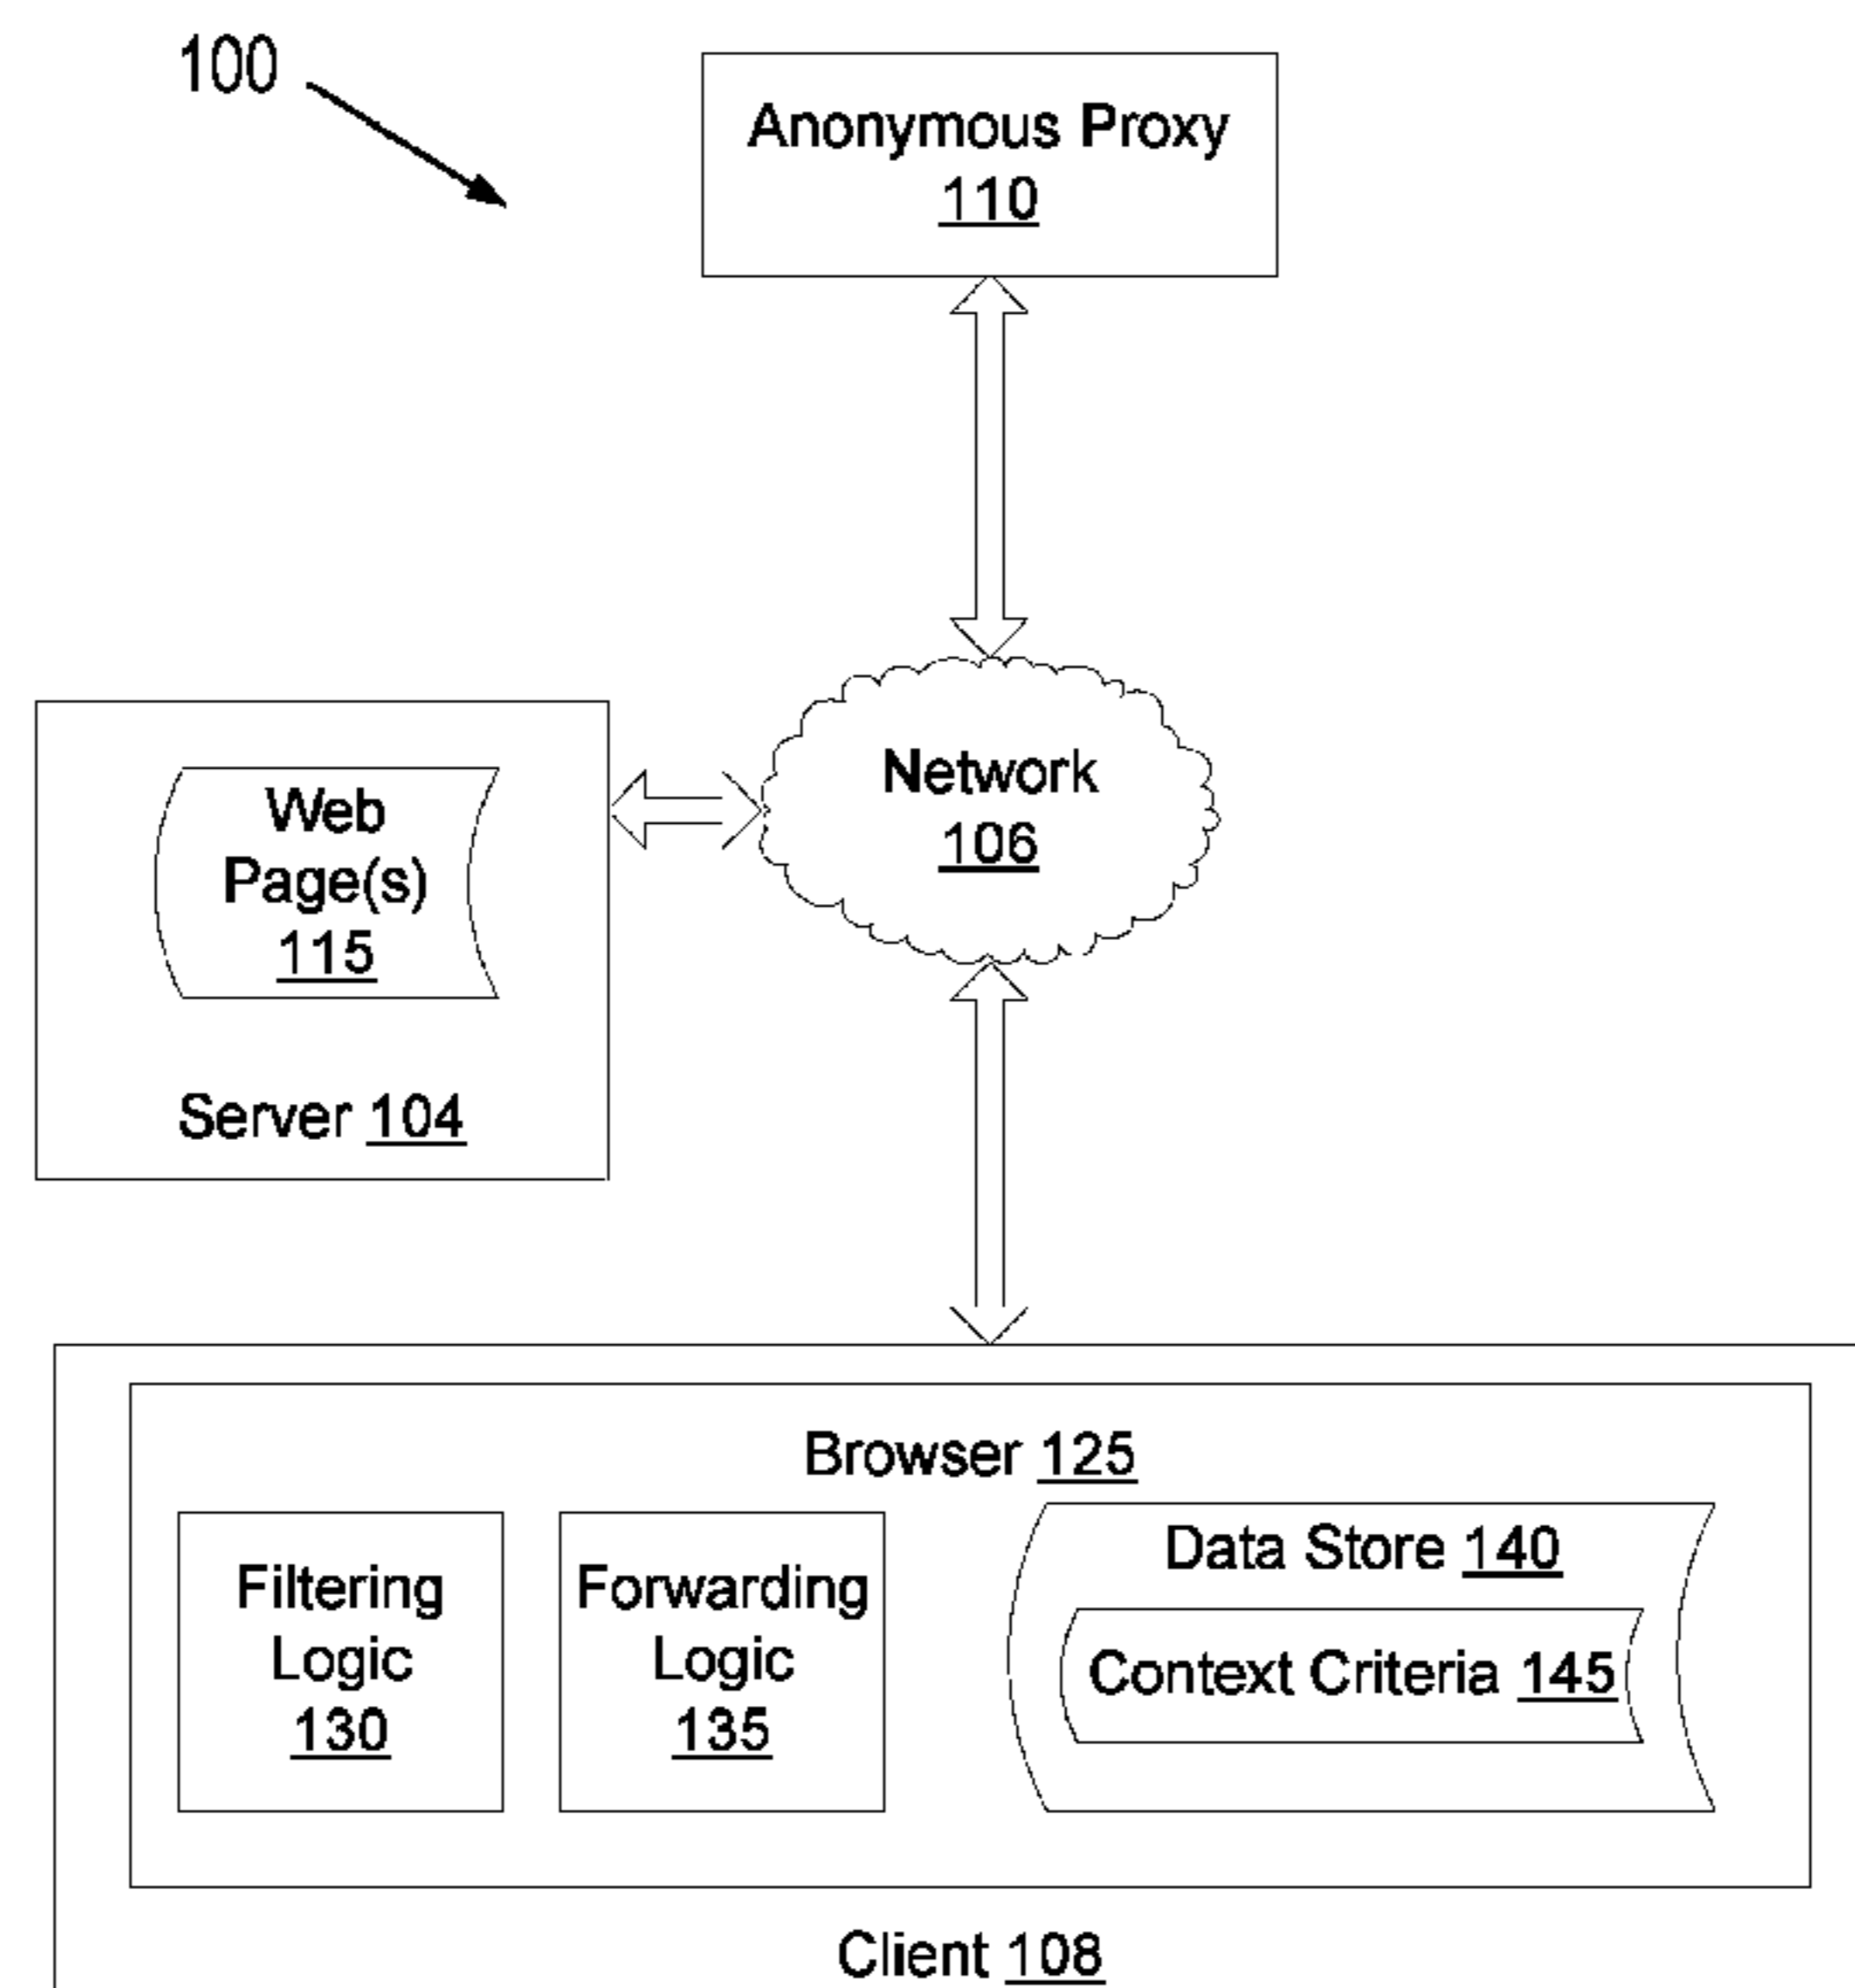 100
Anonymous Proxy
110
Network
106
Web
Page(s)
115
Server 104
Browser 125
Filtering
Logic
130
Forwarding
Logic
135
Data Store 140
Context Criteria 145
Client 108